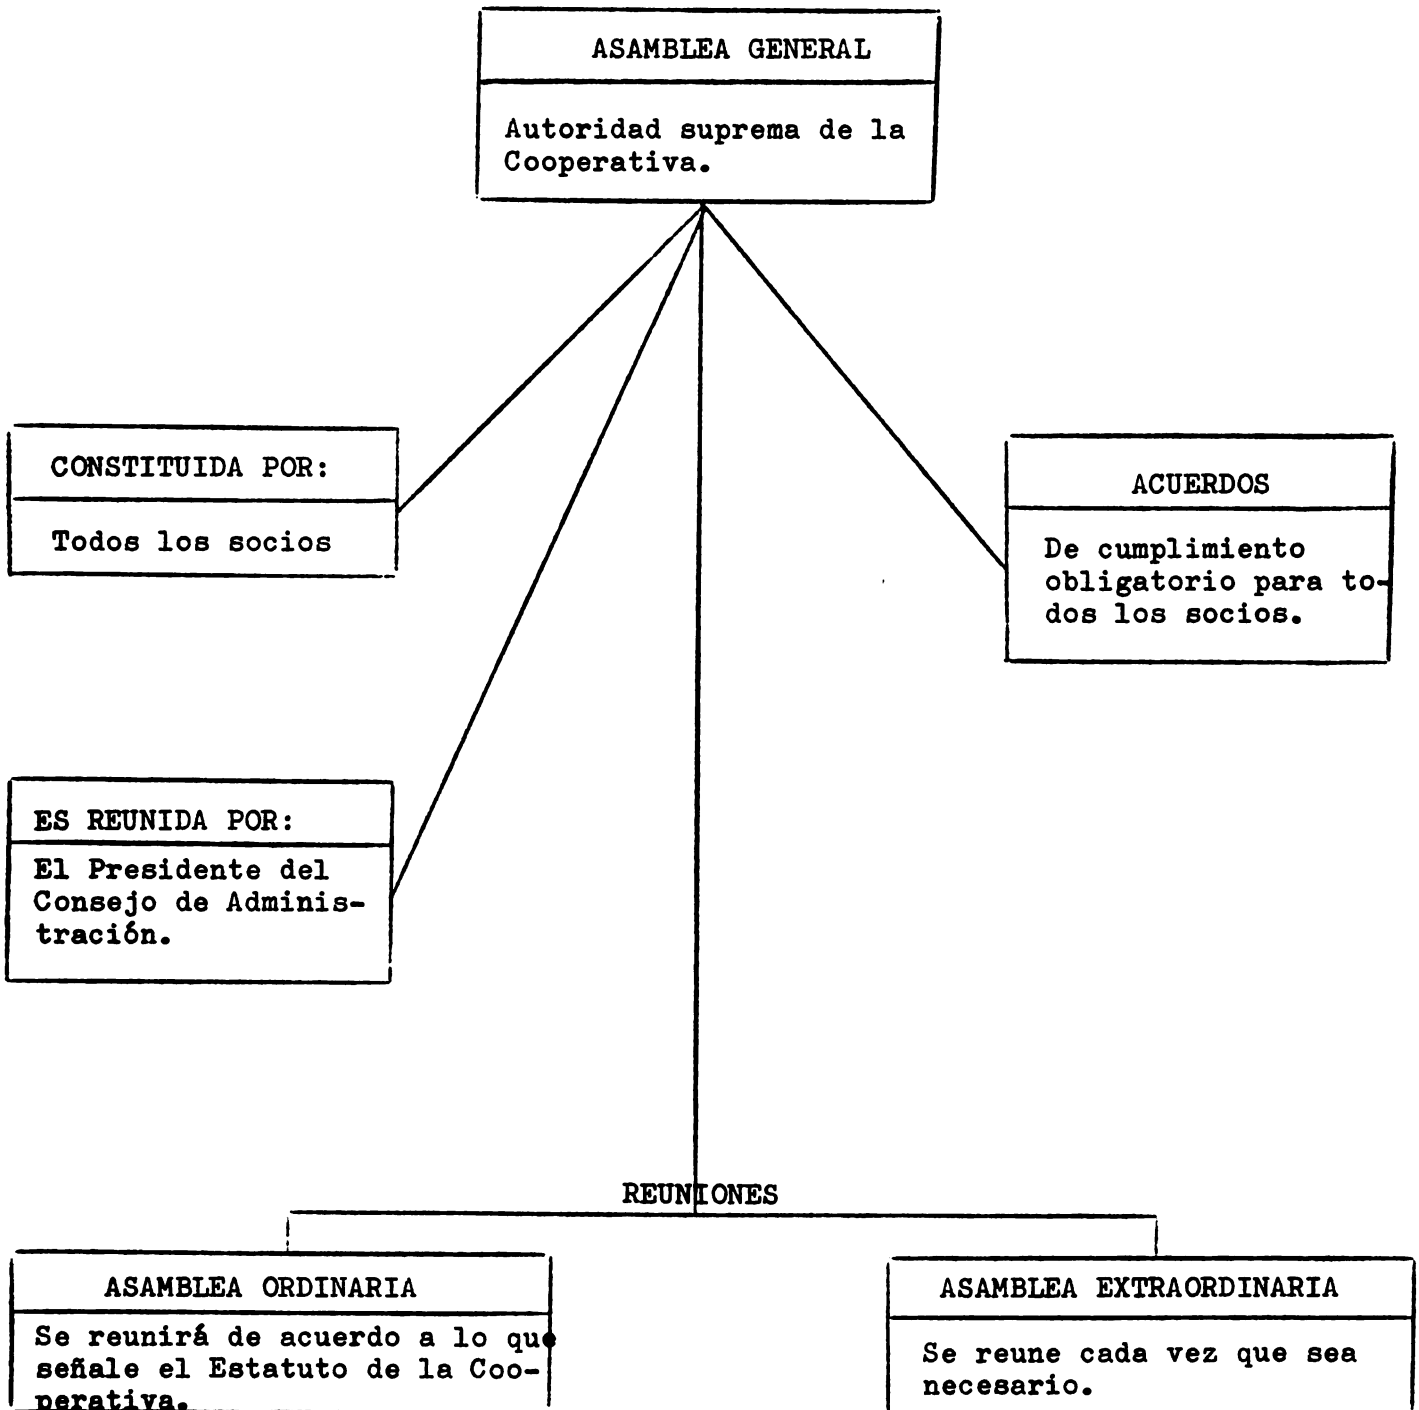 ASAMBLEA GENERAL
Autoridad suprema de la
Cooperativa.
CONSTITUIDA POR:
Todos los socios
ACUERDOS
De cumplimiento
obligatorio para to-
dos los socios.
ES REUNIDA POR:
El Presidente del
Consejo de Adminis-
tración.
REUNIONES
ASAMBLEA ORDINARIA
Se reunirá de acuerdo a lo que
señale el Estatuto de la Coo-
perativa.
ASAMBLEA EXTRAORDINARIA
Se reune cada vez que sea
necesario.